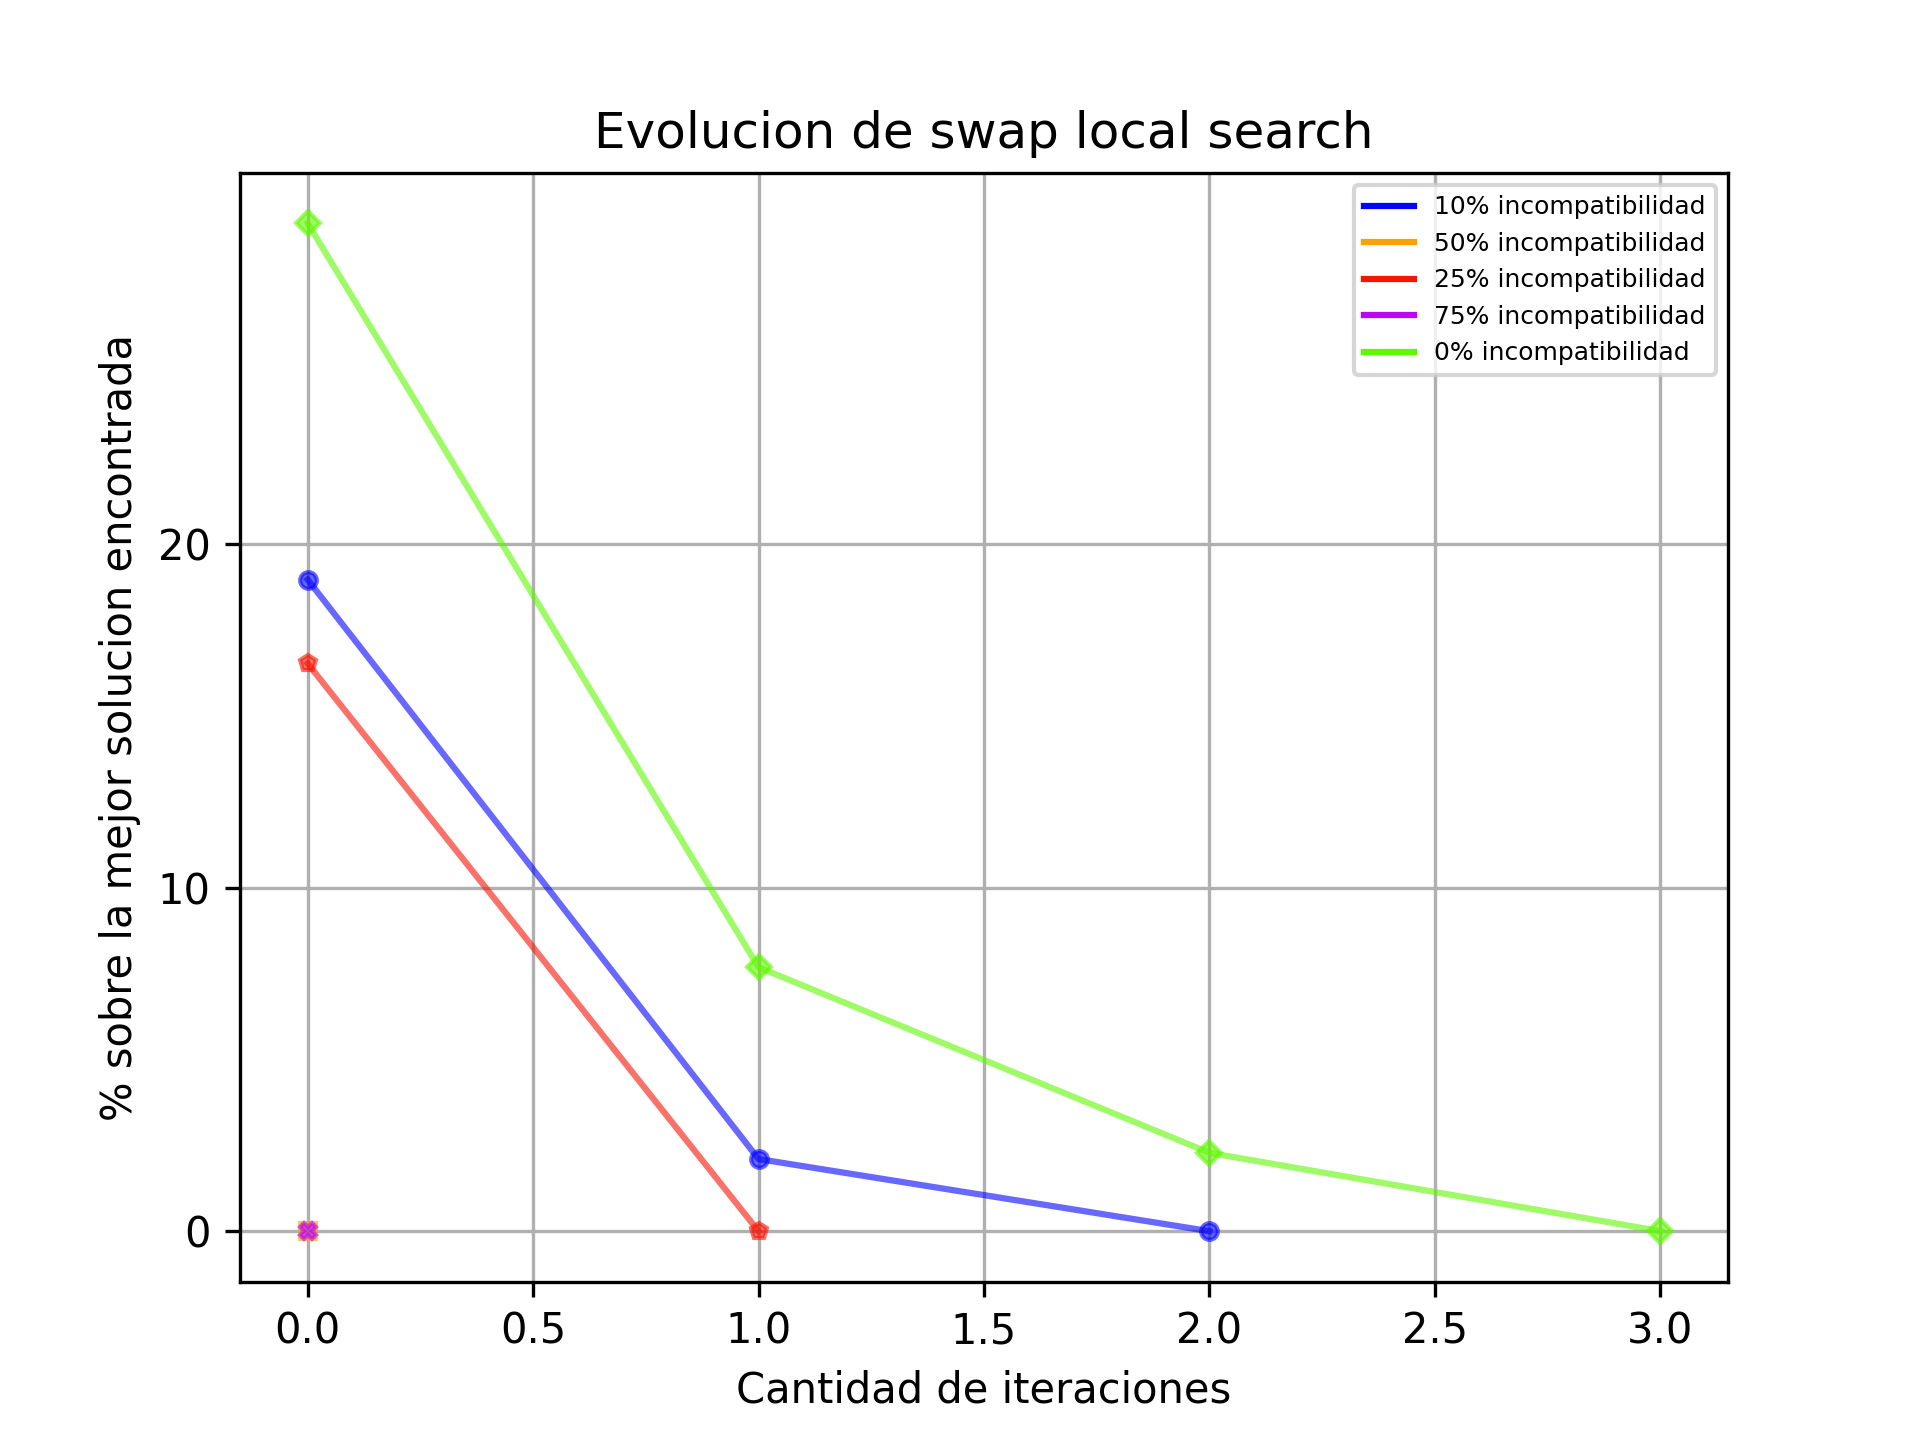 Evolucion de swap local search
10% incompatibilidad
50% incompatibilidad
25% incompatibilidad
75% incompatibilidad
0% incompatibilidad
% sobre la mejor solucion encontrada
20
10
0
0.0 0.5 1.0 1.5 2.0 2.5 3.0
Cantidad de iteraciones